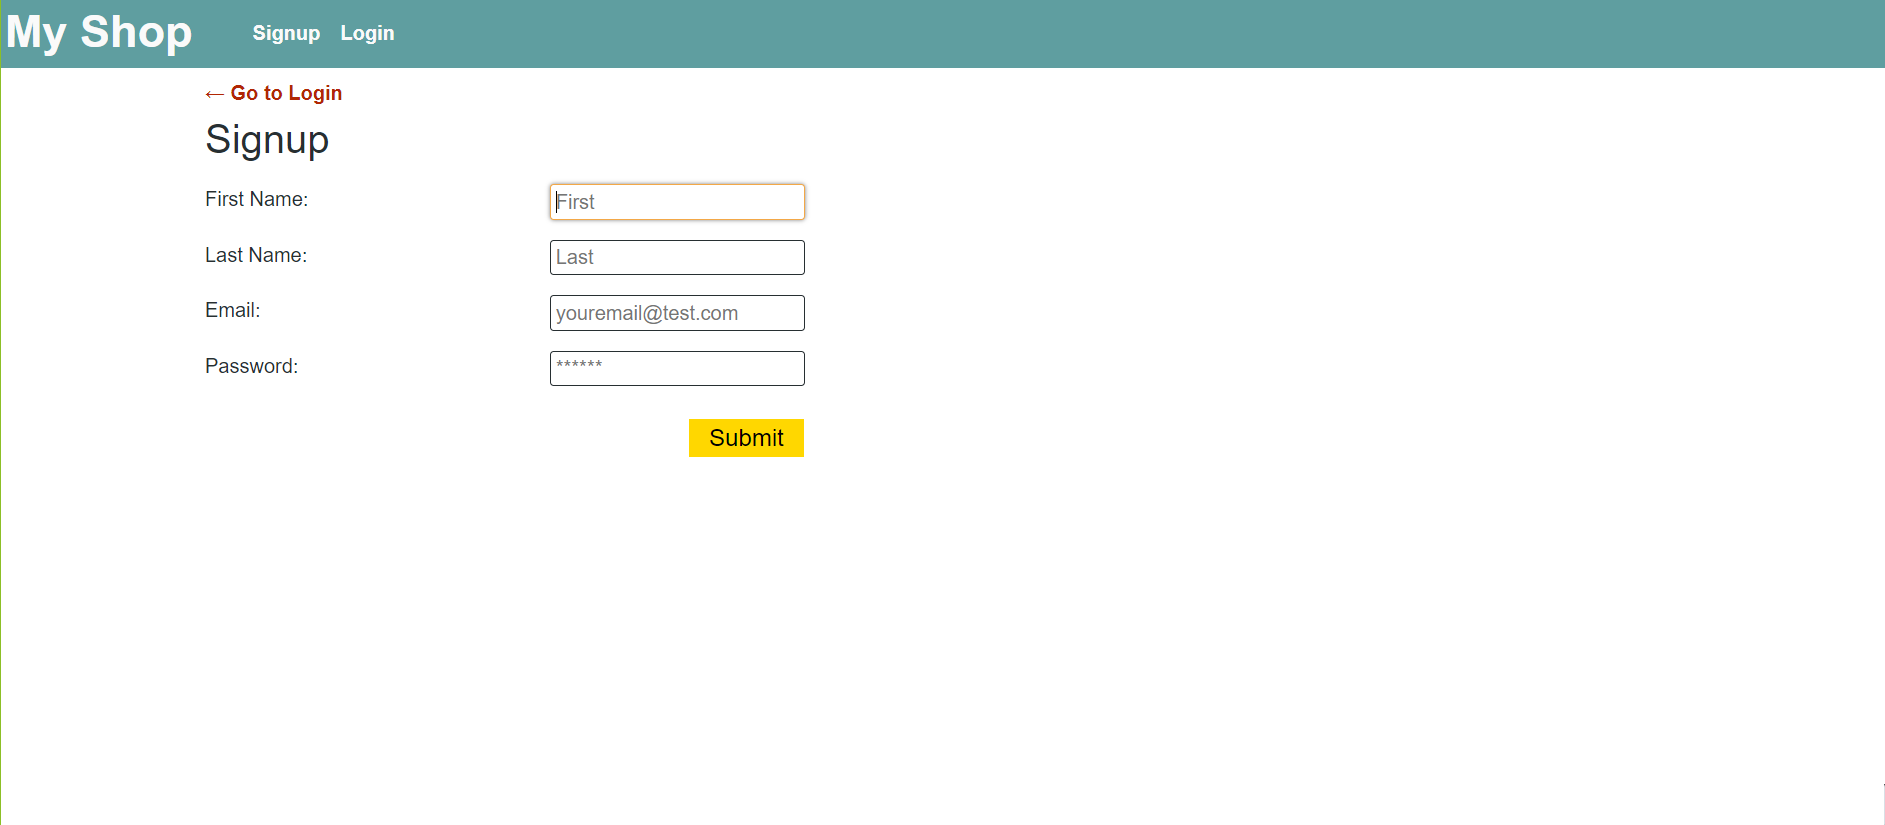 My Shop Signup Login
← Go to Login
Signup
First Name: First
Last Name: Last
Email: youremail@test.com
Password: ******
Submit